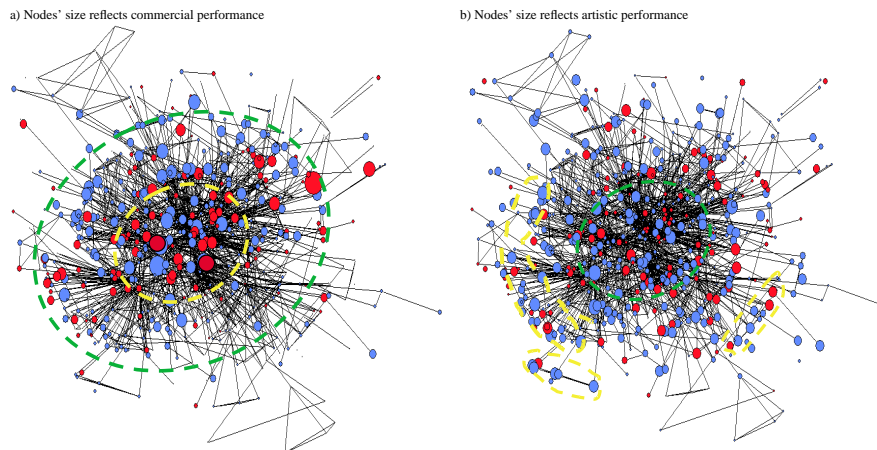 a) Nodes’ size reflects commercial performance
b) Nodes’ size reflects artistic performance